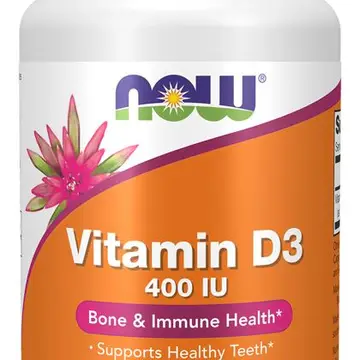 now®
Vitamin D3
400 IU
Bone & Immune Health*
• Supports Healthy Teeth*